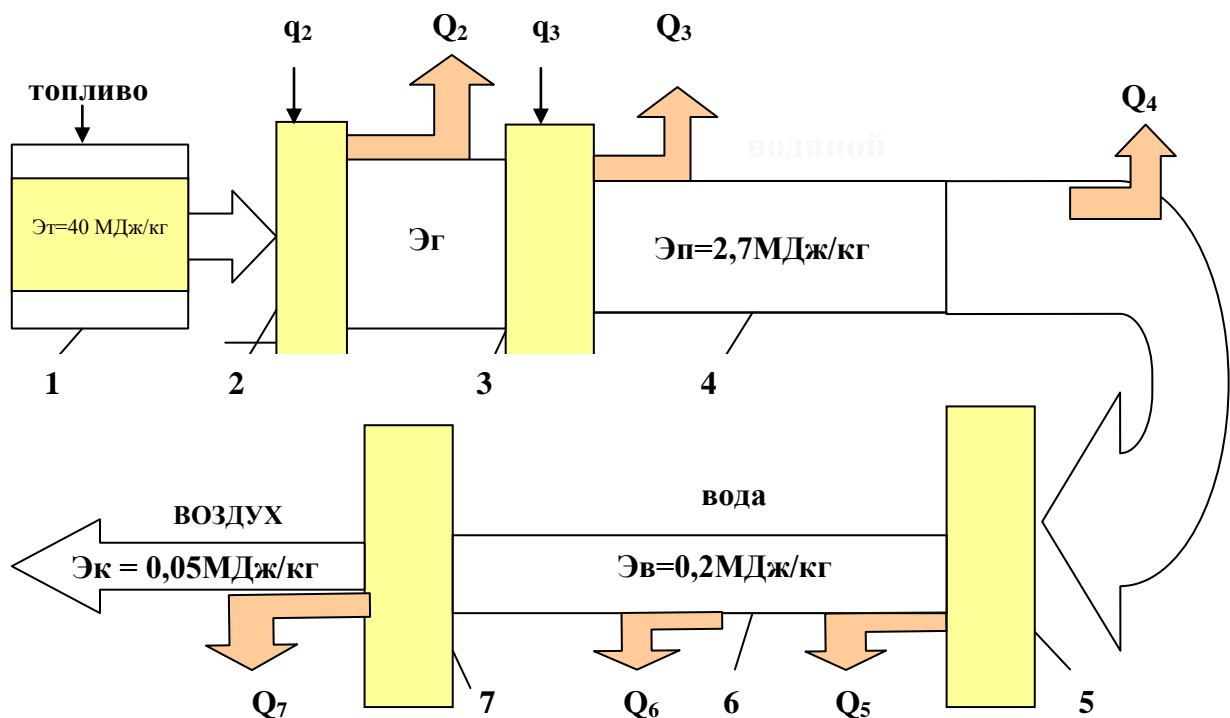 q₂
Q₂
q₃
Q₃
топливо
Q₄
водяной
Эт=40 МДж/кг
Эг
Эп=2,7МДж/кг
1
2
3
4
ВОЗДУХ
вода
Эк = 0,05МДж/кг
Эв=0,2МДж/кг
Q₇
7
Q₆
6
Q₅
5